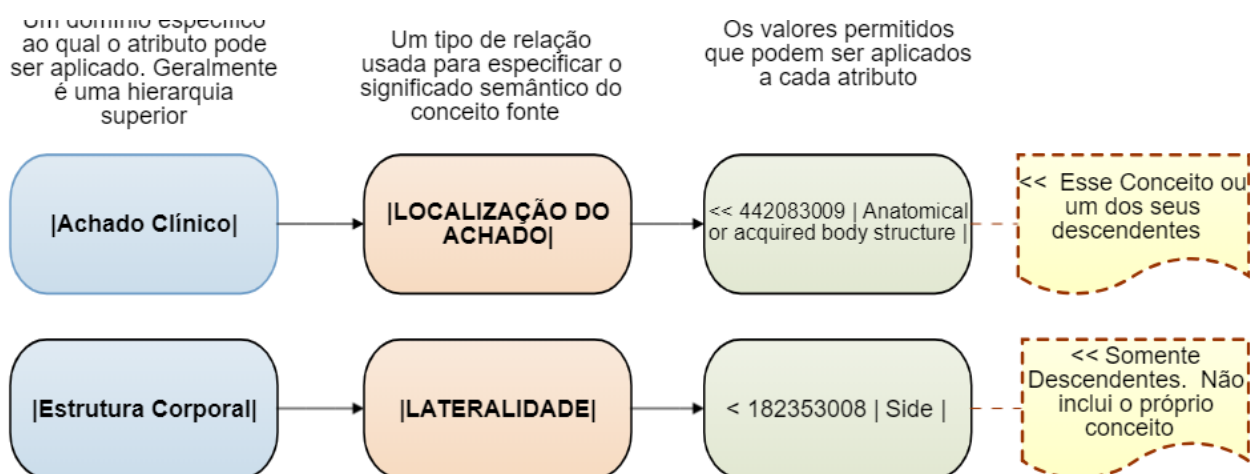 Um domínio específico
ao qual o atributo pode
ser aplicado. Geralmente
é uma hierarquia
superior
Um tipo de relação
usada para especificar o
significado semântico do
conceito fonte
Os valores permitidos
que podem ser aplicados
a cada atributo
|Achado Clínico|
|LOCALIZAÇÃO DO
ACHADO|
<< 442083009 | Anatomical
or acquired body structure |
<< Esse Conceito ou
um dos seus
descendentes
|Estrutura Corporal|
|LATERALIDADE|
< 182353008 | Side |
<< Somente
Descendentes. Não
inclui o próprio
conceito